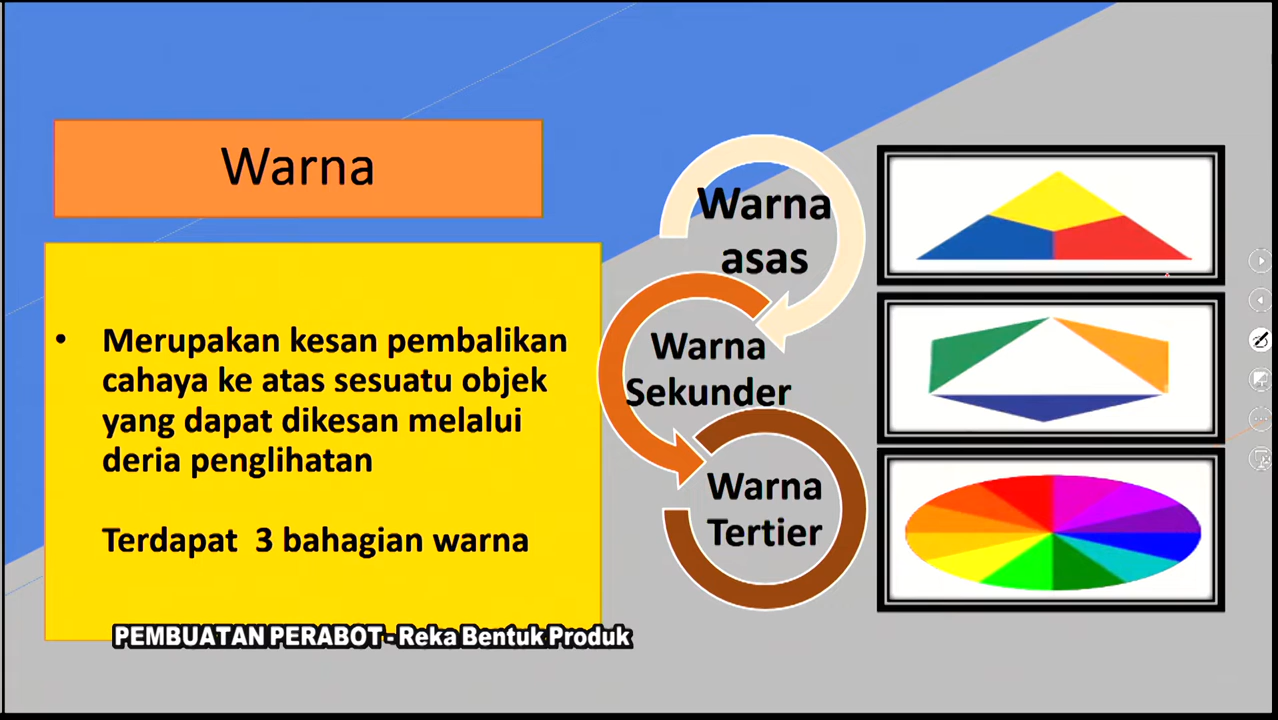 Warna
• Merupakan kesan pembalikan
cahaya ke atas sesuatu objek
yang dapat dikesan melalui
deria penglihatan
Terdapat 3 bahagian warna
Warna
asas
Warna
Sekunder
Warna
Tertier
PEMBUATAN PERABOT - Reka Bentuk Produk